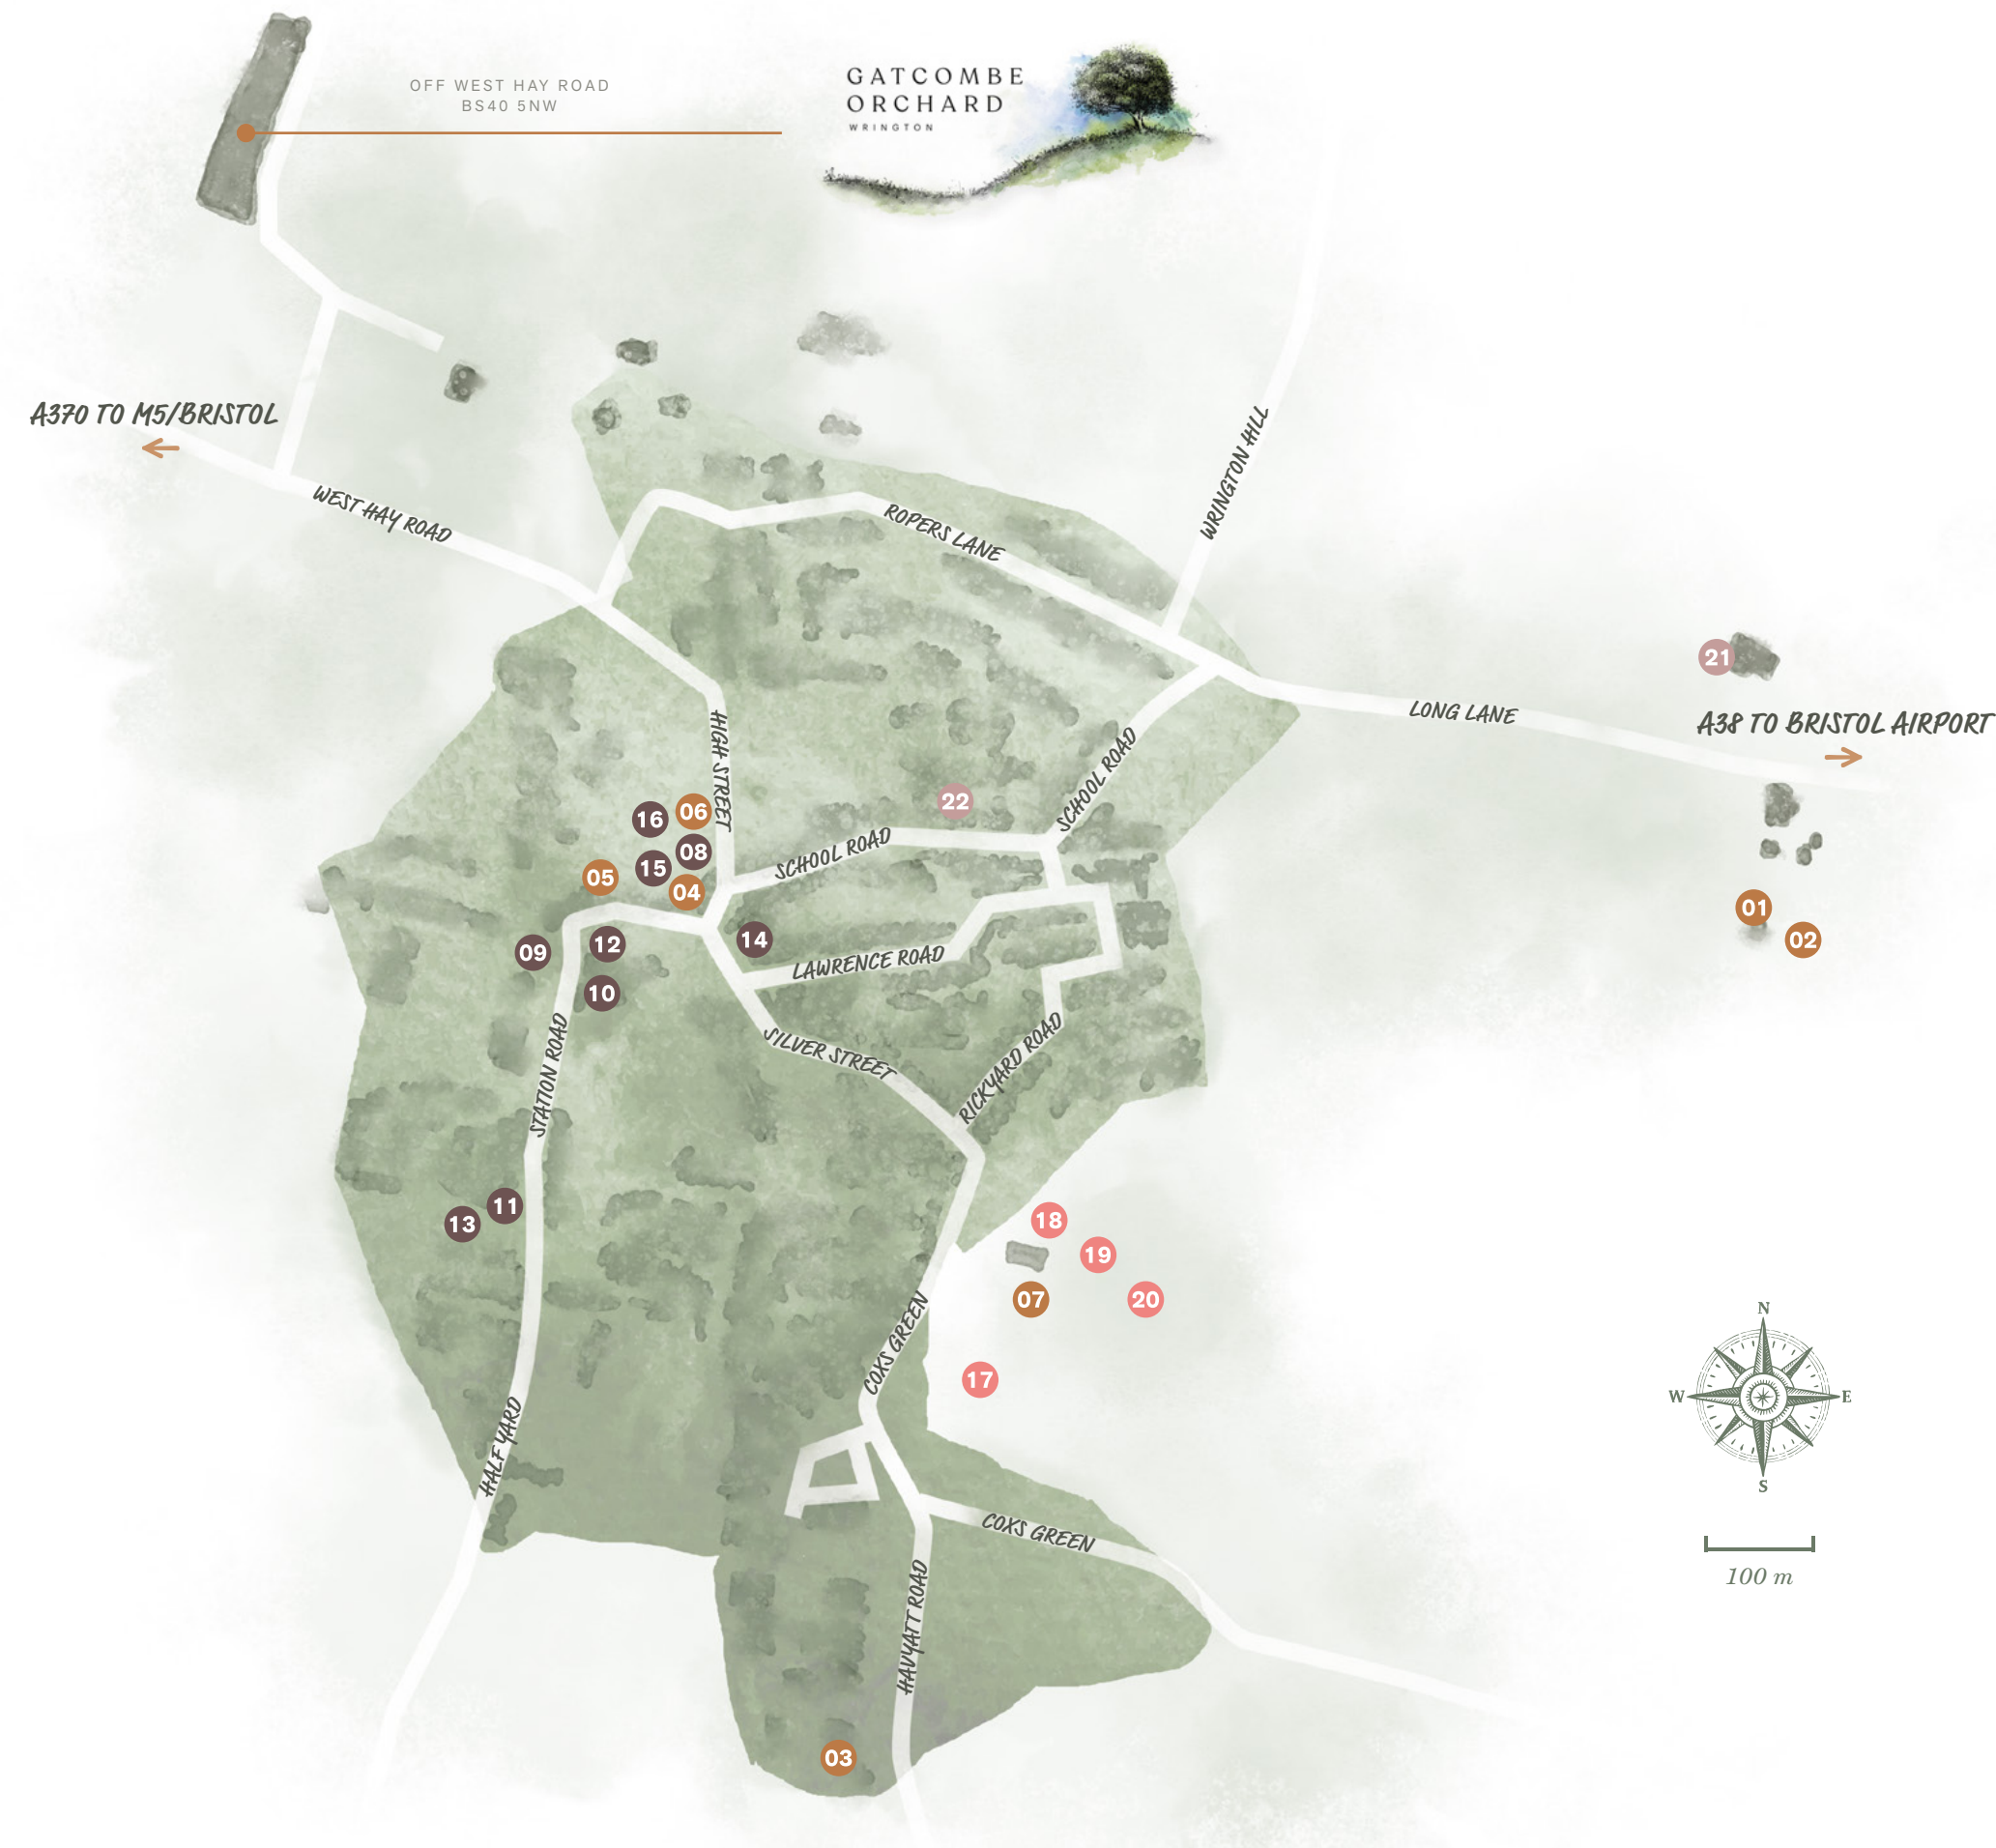 OFF WEST HAY ROAD
BS40 5NW
GATCOMBE
ORCHARD
WRINGTON
A370 TO M5/BRISTOL
WEST HAY ROAD
ROPERS LANE
WRINGTON HILL
21
LONG LANE
A38 TO BRISTOL AIRPORT
HIGH STREET
SCHOOL ROAD
22
16
06
08
15
05
04
SCHOOL ROAD
01
02
14
12
09
10
LAWRENCE ROAD
STATION ROAD
SILVER STREET
RICKYARD ROAD
11
13
18
19
07
20
17
COXS GREEN
HALF YARD
COXS GREEN
HAVYATT ROAD
03
N
W
E
S
100 m